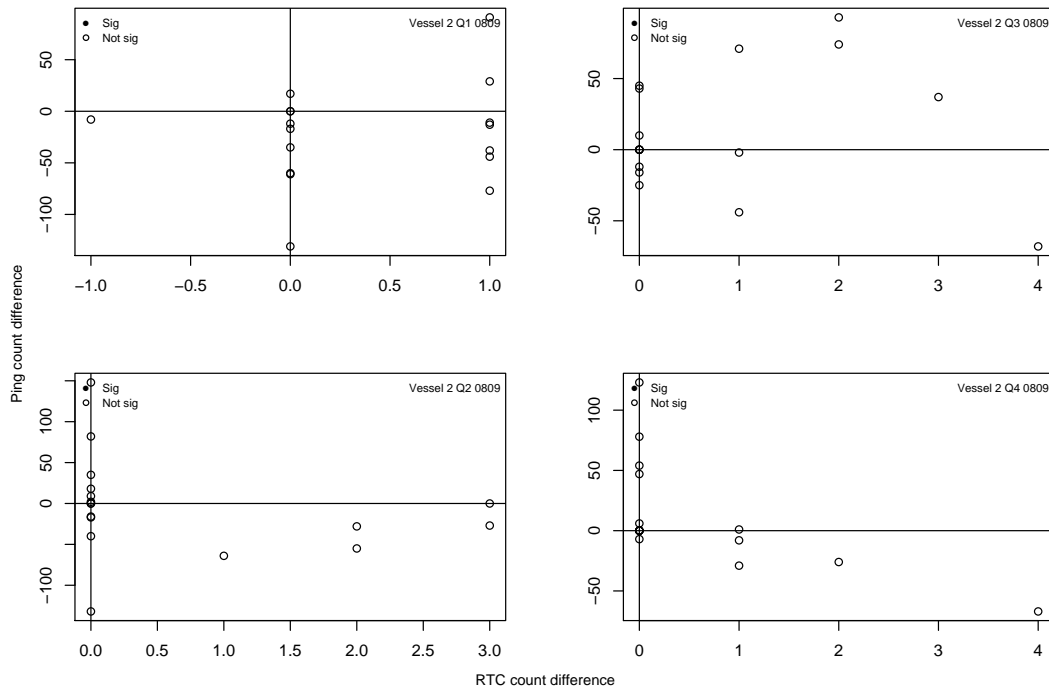 Sig
Not sig
Vessel 2 Q1 0809
50
0
−50
−100
−1.0
−0.5
0.0
0.5
1.0
Sig
Not sig
Vessel 2 Q3 0809
50
0
−50
0
1
2
3
4
Sig
Not sig
Vessel 2 Q2 0809
100
50
0
−100
0.0
0.5
1.0
1.5
2.0
2.5
3.0
Sig
Not sig
Vessel 2 Q4 0809
100
50
0
−50
0
1
2
3
4
Ping count difference
RTC count difference